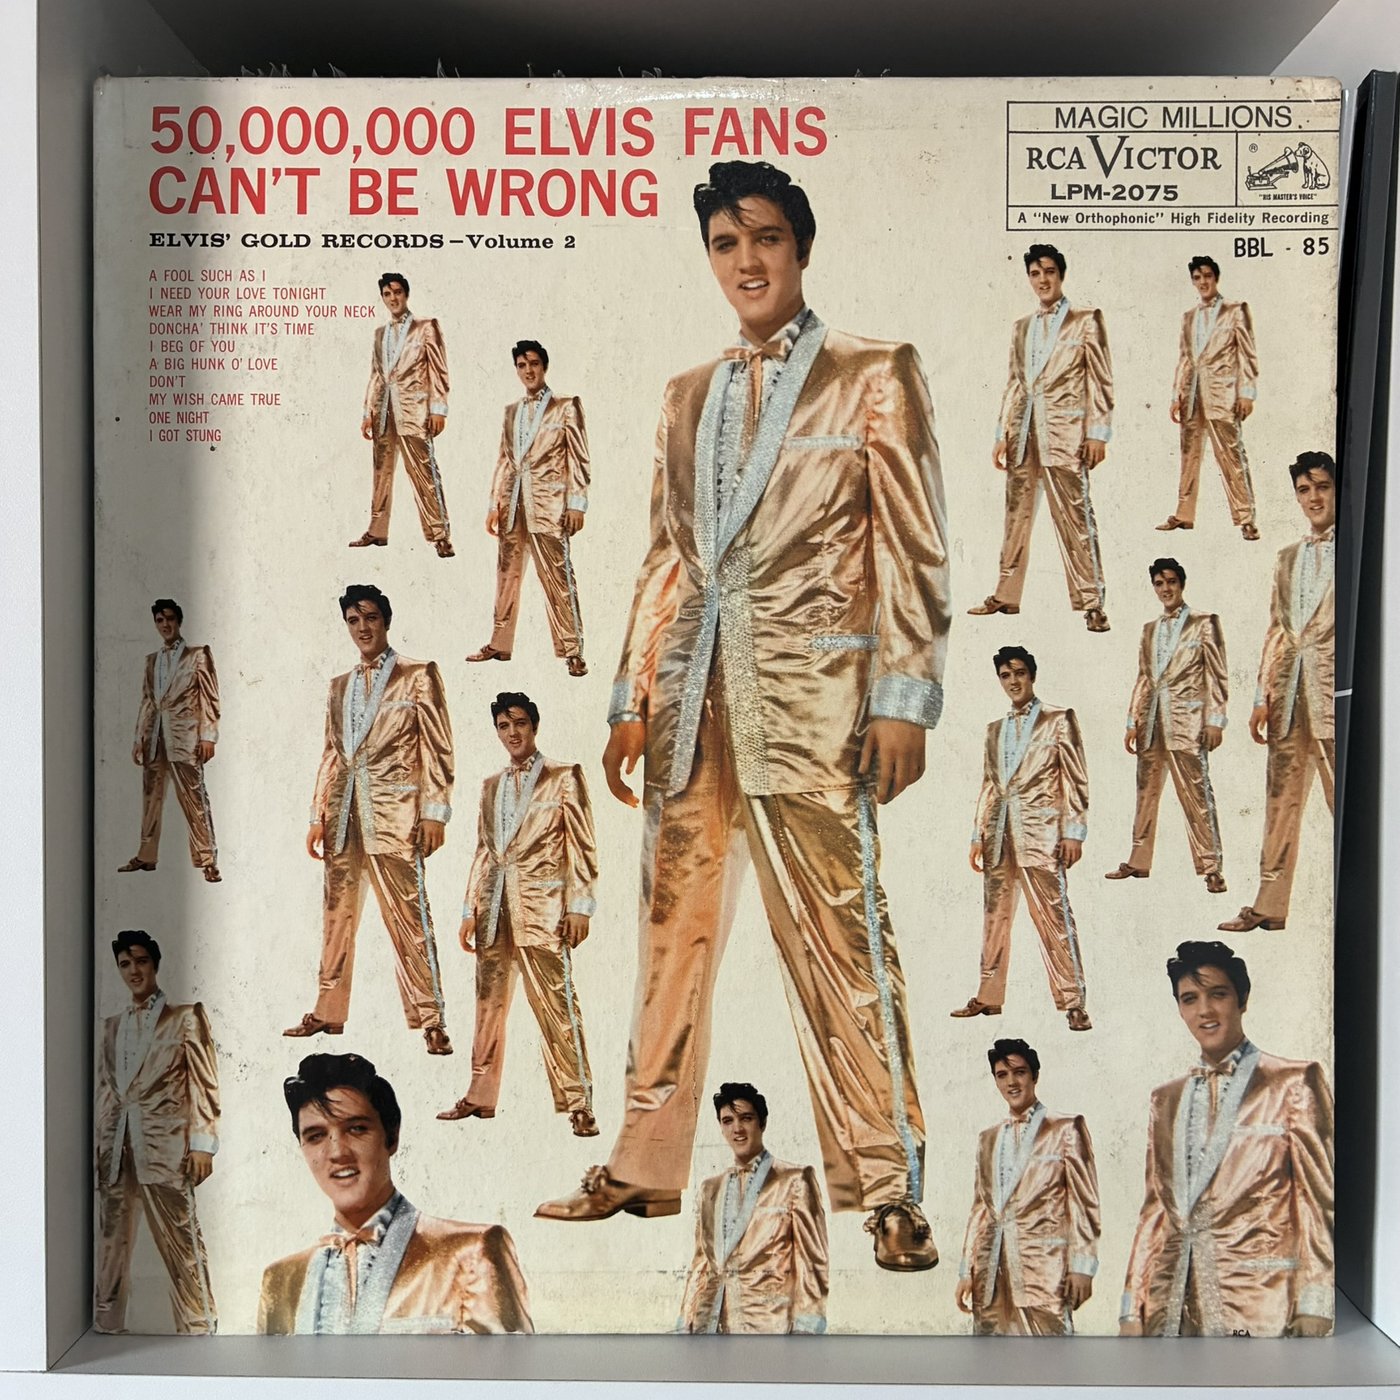 50,000,000 ELVIS FANS
CAN'T BE WRONG
ELVIS' GOLD RECORDS—Volume 2
A FOOL SUCH AS I
I NEED YOUR LOVE TONIGHT
WEAR MY RING AROUND YOUR NECK
DONCHA' THINK IT'S TIME
I BEG OF YOU
A BIG HUNK O' LOVE
DON'T
MY WISH CAME TRUE
ONE NIGHT
I GOT STUNG
MAGIC MILLIONS
RCA VICTOR
LPM-2075
®
"HIS MASTER'S VOICE"
A "New Orthophonic" High Fidelity Recording
BBL - 85
RCA